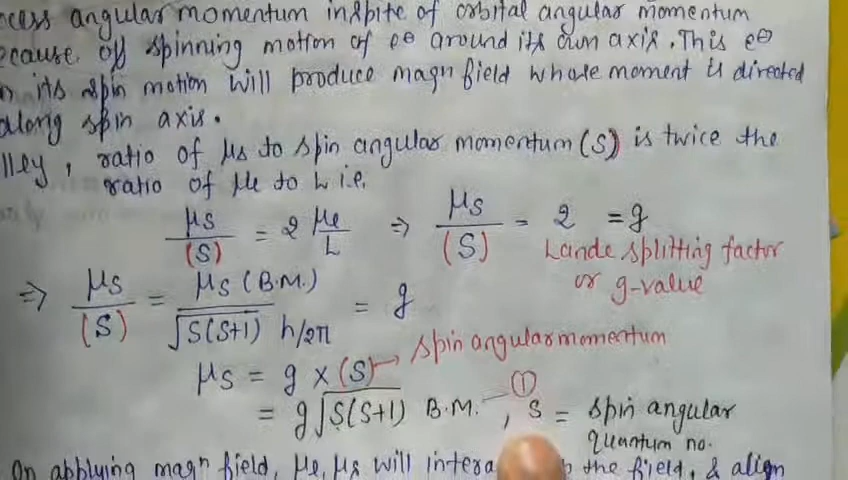 cess angular momentum inspite of orbital angular momentum
ecause of spinning motion of e⊖ around its own axis. This e⊖
n its spin motion will produce magn field whose moment is directed
along spin axis.
lley, ratio of μs to spin angular momentum (S) is twice the
ratio of μe to L i.e.
μs/(S) = 2 μe/L ⇒ μs/(S) = 2 = g
Lande splitting factor
or g-value
⇒ μs/(S) = μs (B.M.)/√S(S+1) h/2π = g
μs = g × (S) → spin angular momentum
= g√S(S+1) B.M. — ①, S = spin angular
quantum no.
On applying magn field, μe, μs will intera the field, & align